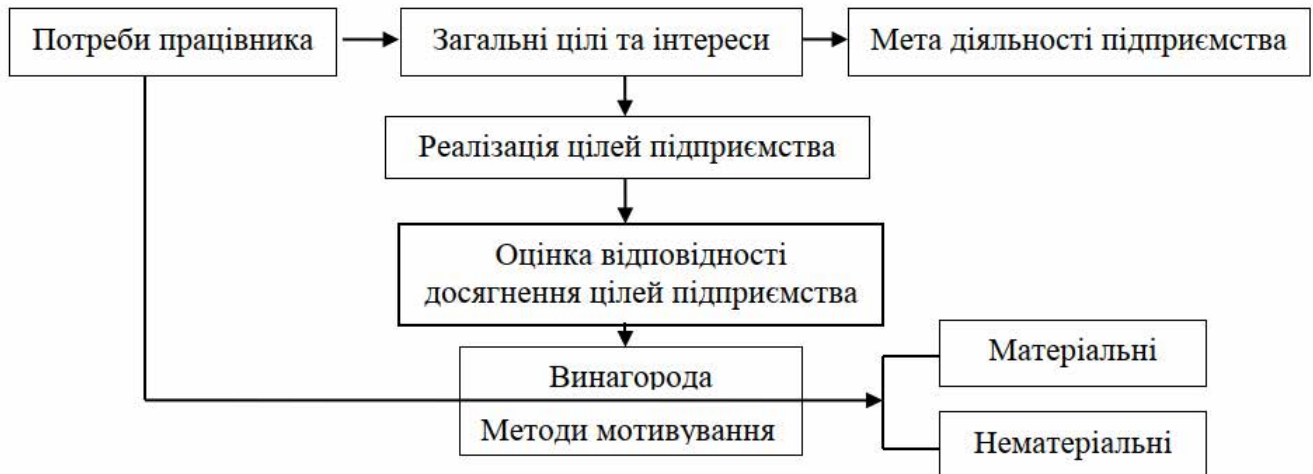 Потреби працівника
Загальні цілі та інтереси
Мета діяльності підприємства
Реалізація цілей підприємства
Оцінка відповідності
досягнення цілей підприємства
Винагорода
Методи мотивування
Матеріальні
Нематеріальні